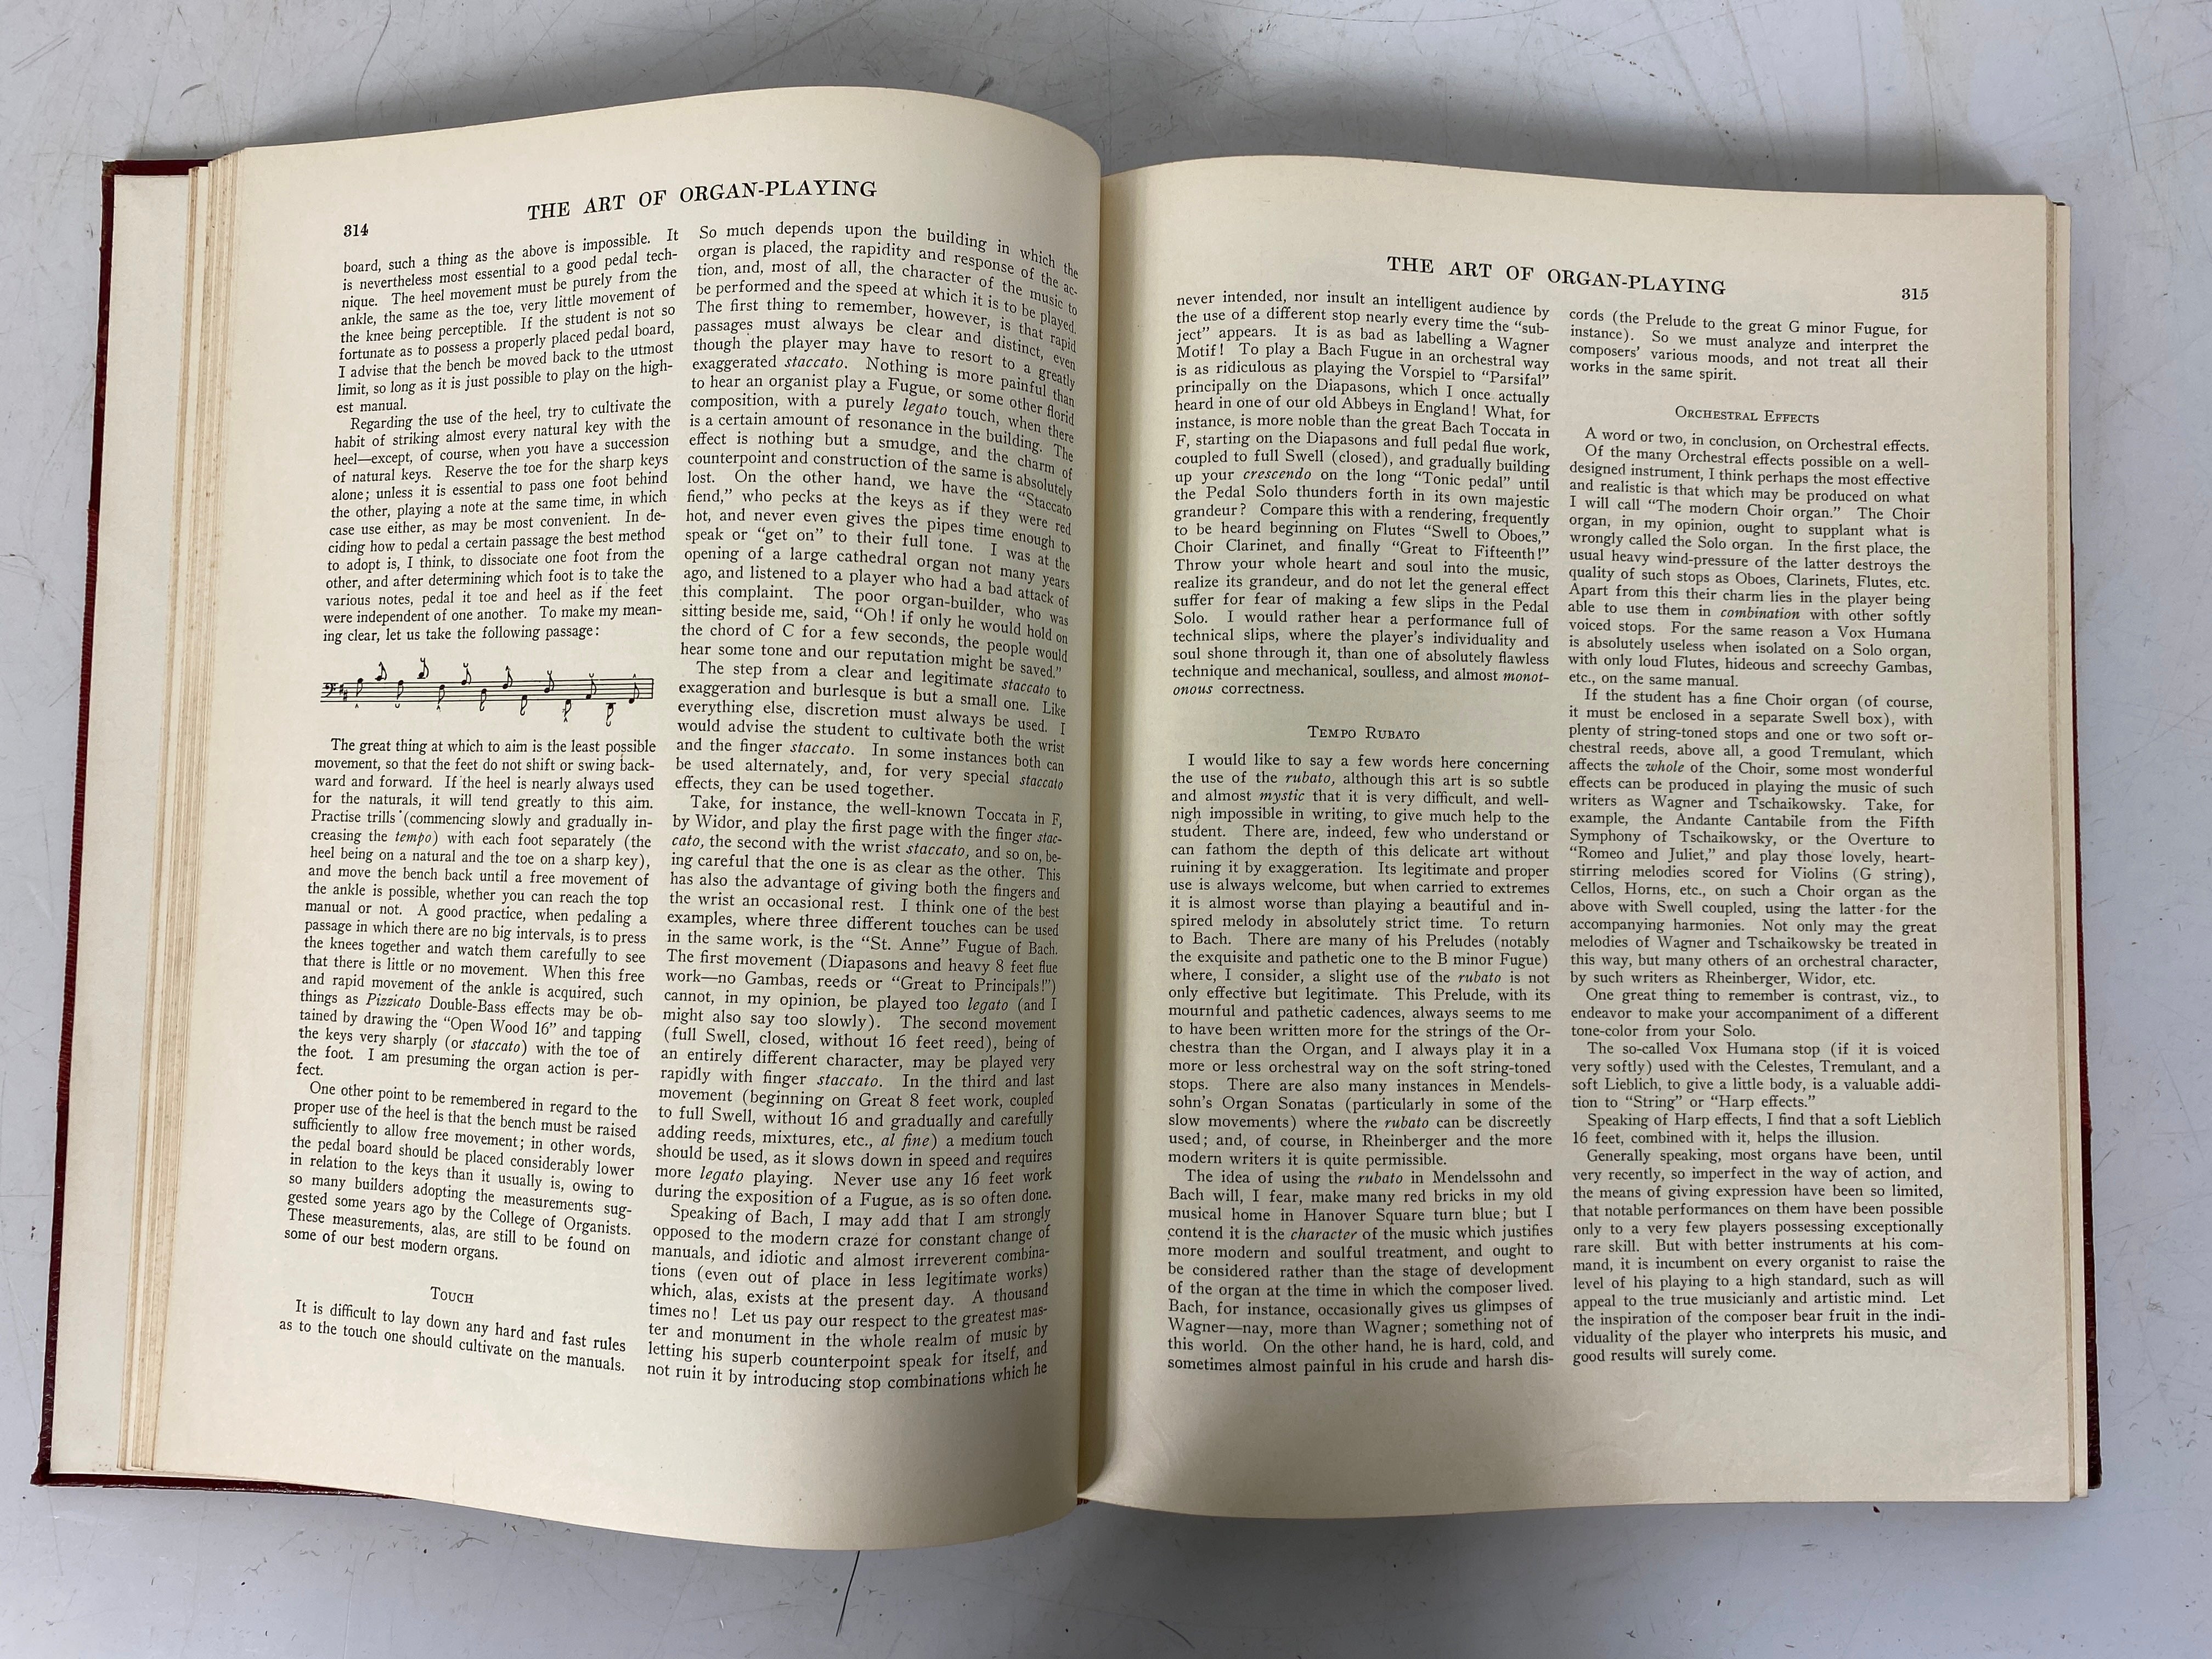 314
THE ART OF ORGAN-PLAYING
board, such a thing as the above is impossible. It
is nevertheless most essential to a good pedal tech-
nique. The heel movement must be purely from the
ankle, the same as the toe, very little movement of
the knee being perceptible. If the student is not so
fortunate as to possess a properly placed pedal board,
I advise that the bench be moved back to the utmost
limit, so long as it is just possible to play on the high-
est manual.
Regarding the use of the heel, try to cultivate the
habit of striking almost every natural key with the
heel—except, of course, when you have a succession
of natural keys. Reserve the toe for the sharp keys
alone; unless it is essential to pass one foot behind
the other, playing a note at the same time, in which
case use either, as may be most convenient. In de-
ciding how to pedal a certain passage the best method
to adopt is, I think, to dissociate one foot from the
other, and after determining which foot is to take the
various notes, pedal it toe and heel as if the feet
were independent of one another. To make my mean-
ing clear, let us take the following passage:
The great thing at which to aim is the least possible
movement, so that the feet do not shift or swing back-
ward and forward. If the heel is nearly always used
for the naturals, it will tend greatly to this aim.
Practise trills (commencing slowly and gradually in-
creasing the tempo) with each foot separately (the
heel being on a natural and the toe on a sharp key),
and move the bench back until a free movement of
the ankle is possible, whether you can reach the top
manual or not. A good practice, when pedaling a
passage in which there are no big intervals, is to press
the knees together and watch them carefully to see
that there is little or no movement. When this free
and rapid movement of the ankle is acquired, such
things as Pizzicato Double-Bass effects may be ob-
tained by drawing the "Open Wood 16" and tapping
the keys very sharply (or staccato) with the toe of
the foot. I am presuming the organ action is per-
fect.
One other point to be remembered in regard to the
proper use of the heel is that the bench must be raised
sufficiently to allow free movement; in other words,
the pedal board should be placed considerably lower
in relation to the keys than it usually is, owing to
so many builders adopting the measurements sug-
gested some years ago by the College of Organists.
These measurements, alas, are still to be found on
some of our best modern organs.
TOUCH
It is difficult to lay down any hard and fast rules
as to the touch one should cultivate on the manuals.
So much depends upon the building in which the
organ is placed, the rapidity and response of the ac-
tion, and, most of all, the character of the music to
be performed and the speed at which it is to be played.
The first thing to remember, however, is that rapid
passages must always be clear and distinct, even
though the player may have to resort to a greatly
exaggerated staccato. Nothing is more painful than
to hear an organist play a Fugue, or some other florid
composition, with a purely legato touch, when there
is a certain amount of resonance in the building. The
effect is nothing but a smudge, and the charm of
counterpoint and construction of the same is absolutely
lost. On the other hand, we have the "Staccato
fiend," who pecks at the keys as if they were red
hot, and never even gives the pipes time enough to
speak or "get on" to their full tone. I was at the
opening of a large cathedral organ not many years
ago, and listened to a player who had a bad attack of
this complaint. The poor organ-builder, who was
sitting beside me, said, "Oh! if only he would hold on
the chord of C for a few seconds, the people would
hear some tone and our reputation might be saved."
The step from a clear and legitimate staccato to
exaggeration and burlesque is but a small one. Like
everything else, discretion must always be used. I
would advise the student to cultivate both the wrist
and the finger staccato. In some instances both can
be used alternately, and, for very special staccato
effects, they can be used together.
Take, for instance, the well-known Toccata in F,
by Widor, and play the first page with the finger stac-
cato, the second with the wrist staccato, and so on, be-
ing careful that the one is as clear as the other. This
has also the advantage of giving both the fingers and
the wrist an occasional rest. I think one of the best
examples, where three different touches can be used
in the same work, is the "St. Anne" Fugue of Bach.
The first movement (Diapasons and heavy 8 feet flue
work—no Gambas, reeds or "Great to Principals!")
cannot, in my opinion, be played too legato (and I
might also say too slowly). The second movement
(full Swell, closed, without 16 feet reed), being of
an entirely different character, may be played very
rapidly with finger staccato. In the third and last
movement (beginning on Great 8 feet work, coupled
to full Swell, without 16 and gradually and carefully
adding reeds, mixtures, etc., al fine) a medium touch
should be used, as it slows down in speed and requires
more legato playing. Never use any 16 feet work
during the exposition of a Fugue, as is so often done.
Speaking of Bach, I may add that I am strongly
opposed to the modern craze for constant change of
manuals, and idiotic and almost irreverent combina-
tions (even out of place in less legitimate works)
which, alas, exists at the present day. A thousand
times no! Let us pay our respect to the greatest mas-
ter and monument in the whole realm of music by
letting his superb counterpoint speak for itself, and
not ruin it by introducing stop combinations which he
THE ART OF ORGAN-PLAYING
315
never intended, nor insult an intelligent audience by
the use of a different stop nearly every time the "sub-
ject" appears. It is as bad as labelling a Wagner
Motif! To play a Bach Fugue in an orchestral way
is as ridiculous as playing the Vorspiel to "Parsifal"
principally on the Diapasons, which I once actually
heard in one of our old Abbeys in England! What, for
instance, is more noble than the great Bach Toccata in
F, starting on the Diapasons and full pedal flue work,
coupled to full Swell (closed), and gradually building
up your crescendo on the long "Tonic pedal" until
the Pedal Solo thunders forth in its own majestic
grandeur? Compare this with a rendering, frequently
to be heard beginning on Flutes "Swell to Oboes,"
Choir Clarinet, and finally "Great to Fifteenth!"
Throw your whole heart and soul into the music,
realize its grandeur, and do not let the general effect
suffer for fear of making a few slips in the Pedal
Solo. I would rather hear a performance full of
technical slips, where the player's individuality and
soul shone through it, than one of absolutely flawless
technique and mechanical, soulless, and almost monot-
onous correctness.
TEMPO RUBATO
I would like to say a few words here concerning
the use of the rubato, although this art is so subtle
and almost mystic that it is very difficult, and well-
nigh impossible in writing, to give much help to the
student. There are, indeed, few who understand or
can fathom the depth of this delicate art without
ruining it by exaggeration. Its legitimate and proper
use is always welcome, but when carried to extremes
it is almost worse than playing a beautiful and in-
spired melody in absolutely strict time. To return
to Bach. There are many of his Preludes (notably
the exquisite and pathetic one to the B minor Fugue)
where, I consider, a slight use of the rubato is not
only effective but legitimate. This Prelude, with its
mournful and pathetic cadences, always seems to me
to have been written more for the strings of the Or-
chestra than the Organ, and I always play it in a
more or less orchestral way on the soft string-toned
stops. There are also many instances in Mendels-
sohn's Organ Sonatas (particularly in some of the
slow movements) where the rubato can be discreetly
used; and, of course, in Rheinberger and the more
modern writers it is quite permissible.
The idea of using the rubato in Mendelssohn and
Bach will, I fear, make many red bricks in my old
musical home in Hanover Square turn blue; but I
contend it is the character of the music which justifies
more modern and soulful treatment, and ought to
be considered rather than the stage of development
of the organ at the time in which the composer lived.
Bach, for instance, occasionally gives us glimpses of
Wagner—nay, more than Wagner; something not of
this world. On the other hand, he is hard, cold, and
sometimes almost painful in his crude and harsh dis-
cords (the Prelude to the great G minor Fugue, for
instance). So we must analyze and interpret the
composers' various moods, and not treat all their
works in the same spirit.
ORCHESTRAL EFFECTS
A word or two, in conclusion, on Orchestral effects.
Of the many Orchestral effects possible on a well-
designed instrument, I think perhaps the most effective
and realistic is that which may be produced on what
I will call "The modern Choir organ." The Choir
organ, in my opinion, ought to supplant what is
wrongly called the Solo organ. In the first place, the
usual heavy wind-pressure of the latter destroys the
quality of such stops as Oboes, Clarinets, Flutes, etc.
Apart from this their charm lies in the player being
able to use them in combination with other softly
voiced stops. For the same reason a Vox Humana
is absolutely useless when isolated on a Solo organ,
with only loud Flutes, hideous and screechy Gambas,
etc., on the same manual.
If the student has a fine Choir organ (of course,
it must be enclosed in a separate Swell box), with
plenty of string-toned stops and one or two soft or-
chestral reeds, above all, a good Tremulant, which
affects the whole of the Choir, some most wonderful
effects can be produced in playing the music of such
writers as Wagner and Tschaikowsky. Take, for
example, the Andante Cantabile from the Fifth
Symphony of Tschaikowsky, or the Overture to
"Romeo and Juliet," and play those lovely, heart-
stirring melodies scored for Violins (G string),
Cellos, Horns, etc., on such a Choir organ as the
above with Swell coupled, using the latter for the
accompanying harmonies. Not only may the great
melodies of Wagner and Tschaikowsky be treated in
this way, but many others of an orchestral character,
by such writers as Rheinberger, Widor, etc.
One great thing to remember is contrast, viz., to
endeavor to make your accompaniment of a different
tone-color from your Solo.
The so-called Vox Humana stop (if it is voiced
very softly) used with the Celestes, Tremulant, and a
soft Lieblich, to give a little body, is a valuable addi-
tion to "String" or "Harp effects."
Speaking of Harp effects, I find that a soft Lieblich
16 feet, combined with it, helps the illusion.
Generally speaking, most organs have been, until
very recently, so imperfect in the way of action, and
the means of giving expression have been so limited,
that notable performances on them have been possible
only to a very few players possessing exceptionally
rare skill. But with better instruments at his com-
mand, it is incumbent on every organist to raise the
level of his playing to a high standard, such as will
appeal to the true musicianly and artistic mind. Let
the inspiration of the composer bear fruit in the indi-
viduality of the player who interprets his music, and
good results will surely come.